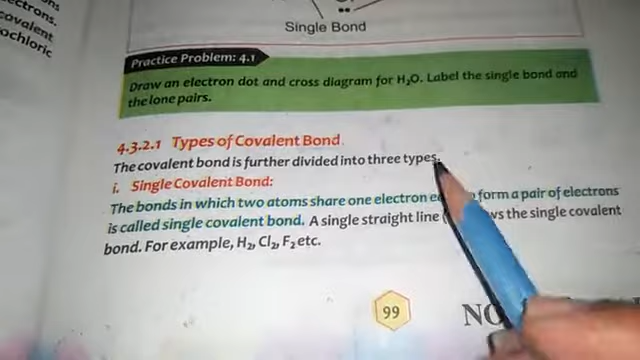 ctrons.
covalent
ochloric
Single Bond
Practice Problem: 4.1
Draw an electron dot and cross diagram for H₂O. Label the single bond and
the lone pairs.
4.3.2.1 Types of Covalent Bond
The covalent bond is further divided into three types.
i. Single Covalent Bond:
The bonds in which two atoms share one electron form a pair of electrons
is called single covalent bond. A single straight line the single covalent
bond. For example, H₂, Cl₂, F₂ etc.
99